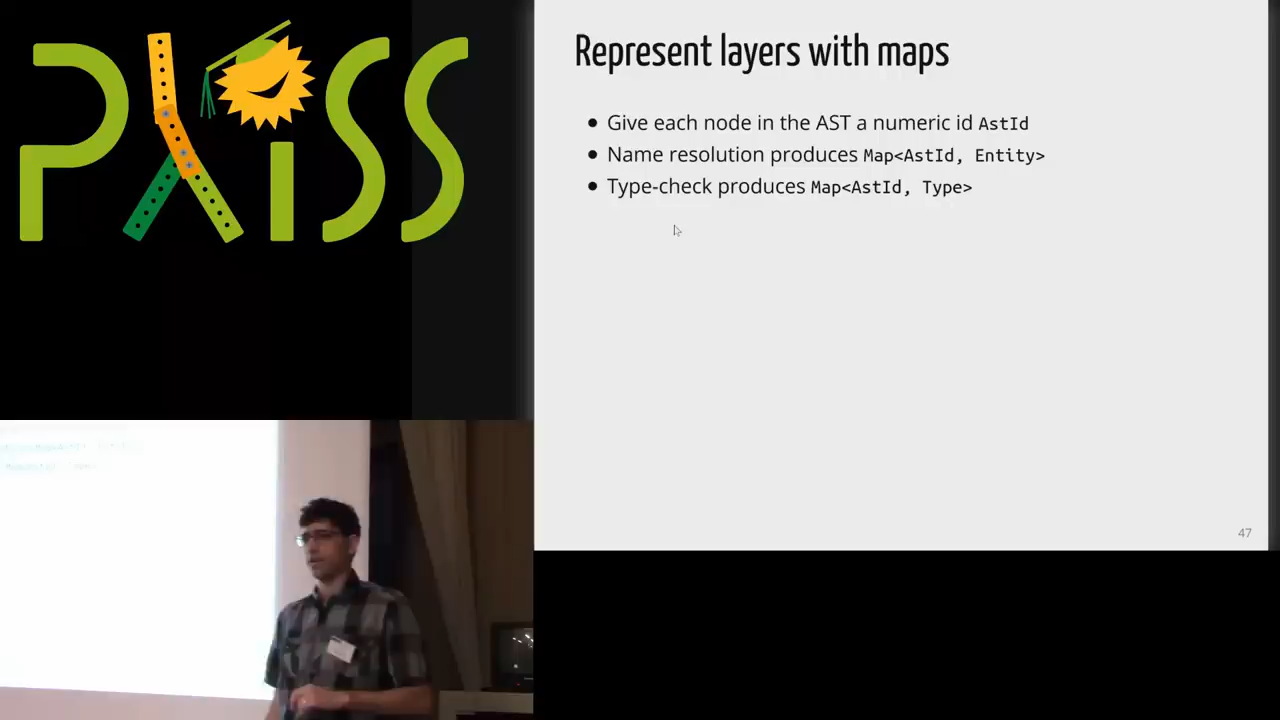 PLISS
Represent layers with maps
• Give each node in the AST a numeric id AstId
• Name resolution produces Map<AstId, Entity>
• Type-check produces Map<AstId, Type>
47